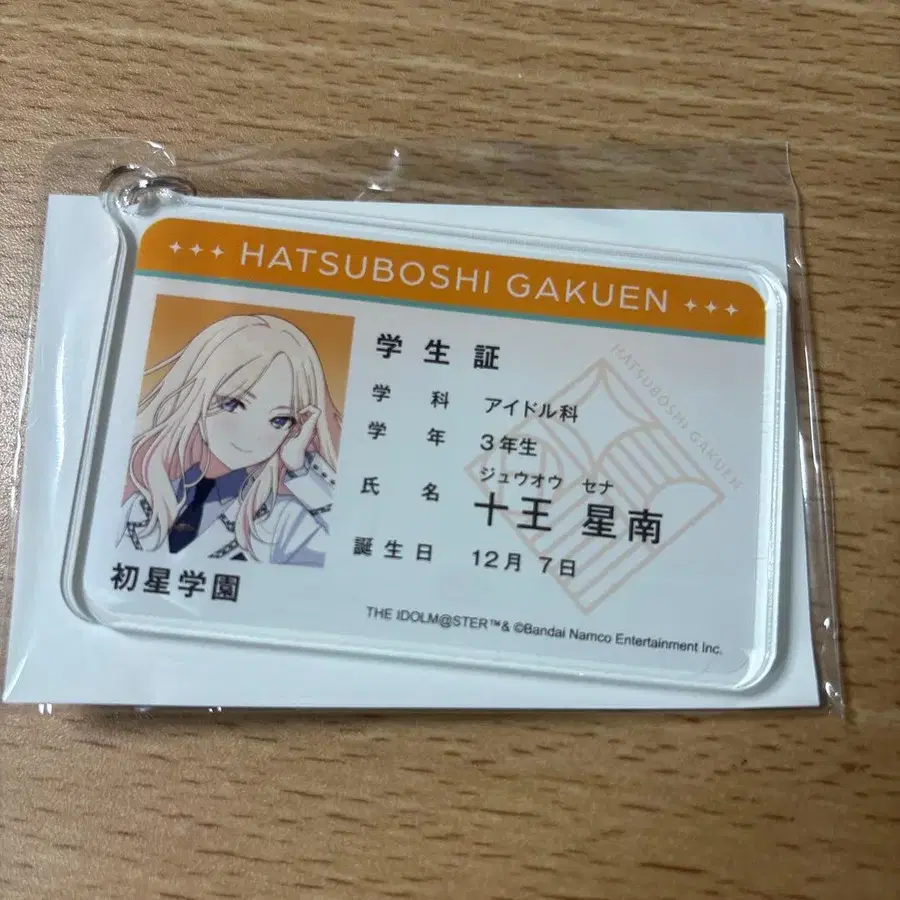 HATSUBOSHI GAKUEN
学生証
学科 アイドル科
学年 3年生
ジュウオウ セナ
氏名 十王 星南
誕生日 12月 7日
初星学園
HATSUBOSHI GAKUEN
THE IDOLM@STER™& ©Bandai Namco Entertainment Inc.